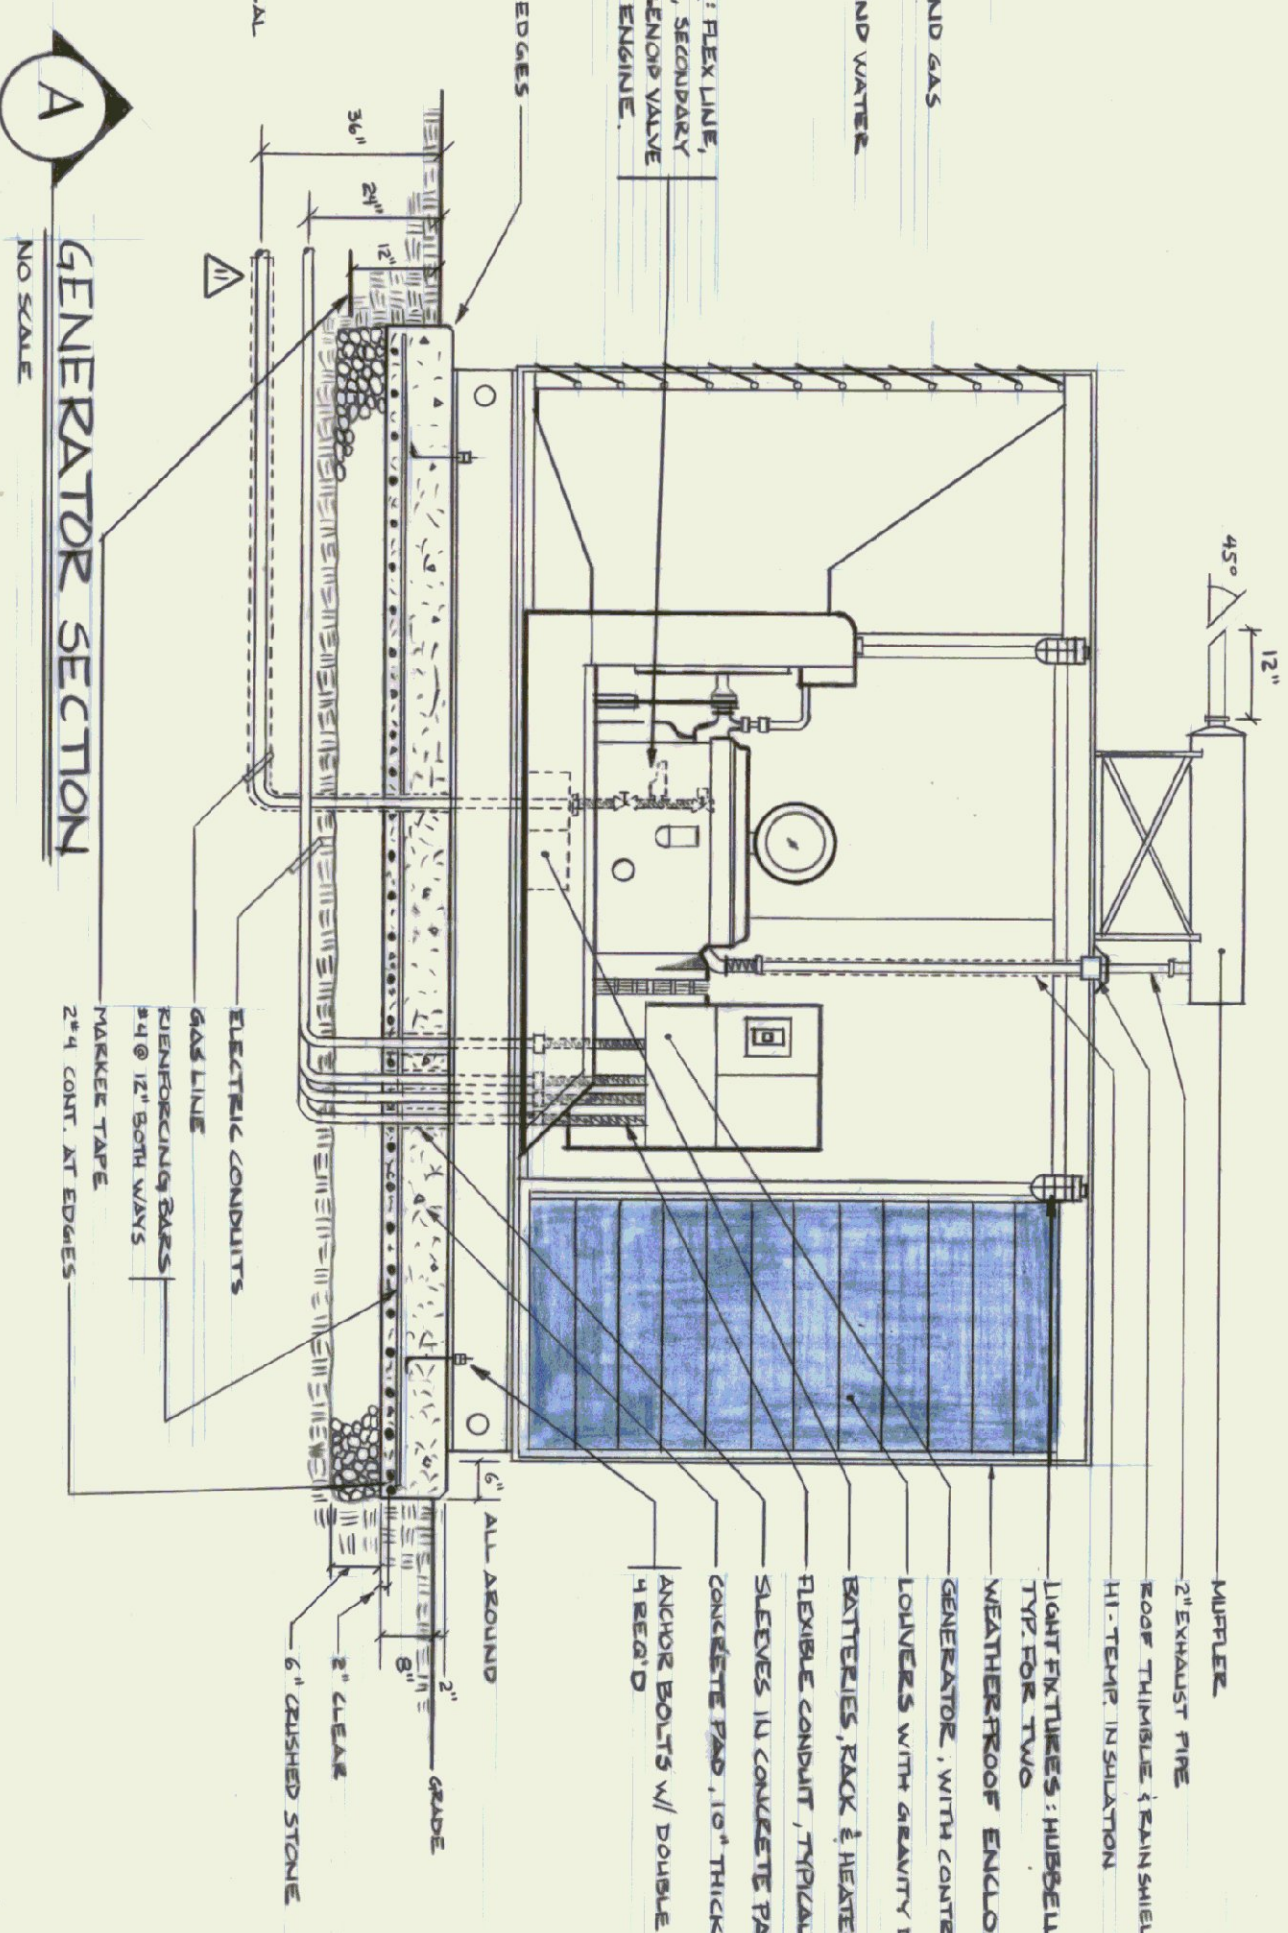 ND GAS
ND WATER
: FLEX LINE,
, SECONDARY
LENOID VALVE
ENGINE.
EDGES
AL
45°
12"
MUFFLER
2" EXHAUST PIPE
ROOF THIMBLE & RAIN SHIEL
HI-TEMP. INSULATION
LIGHT FIXTURES: HUBBELL
TYP. FOR TWO
WEATHERPROOF ENCLO
GENERATOR, WITH CONTR
LOUVERS WITH GRAVITY
BATTERIES, RACK & HEATE
FLEXIBLE CONDUIT, TYPICAL
SLEEVES IN CONCRETE PA
CONCRETE PAD, 10" THICK
ANCHOR BOLTS W/ DOUBLE
4 REQ'D
6" ALL AROUND
GRADE
2"
8"
2" CLEAR
6" CRUSHED STONE
36"
24"
12"
11
ELECTRIC CONDUITS
GAS LINE
RIENFORCING BARS
#4 @ 12" BOTH WAYS
MARKER TAPE
2 #4 CONT. AT EDGES
A
GENERATOR SECTION
NO SCALE